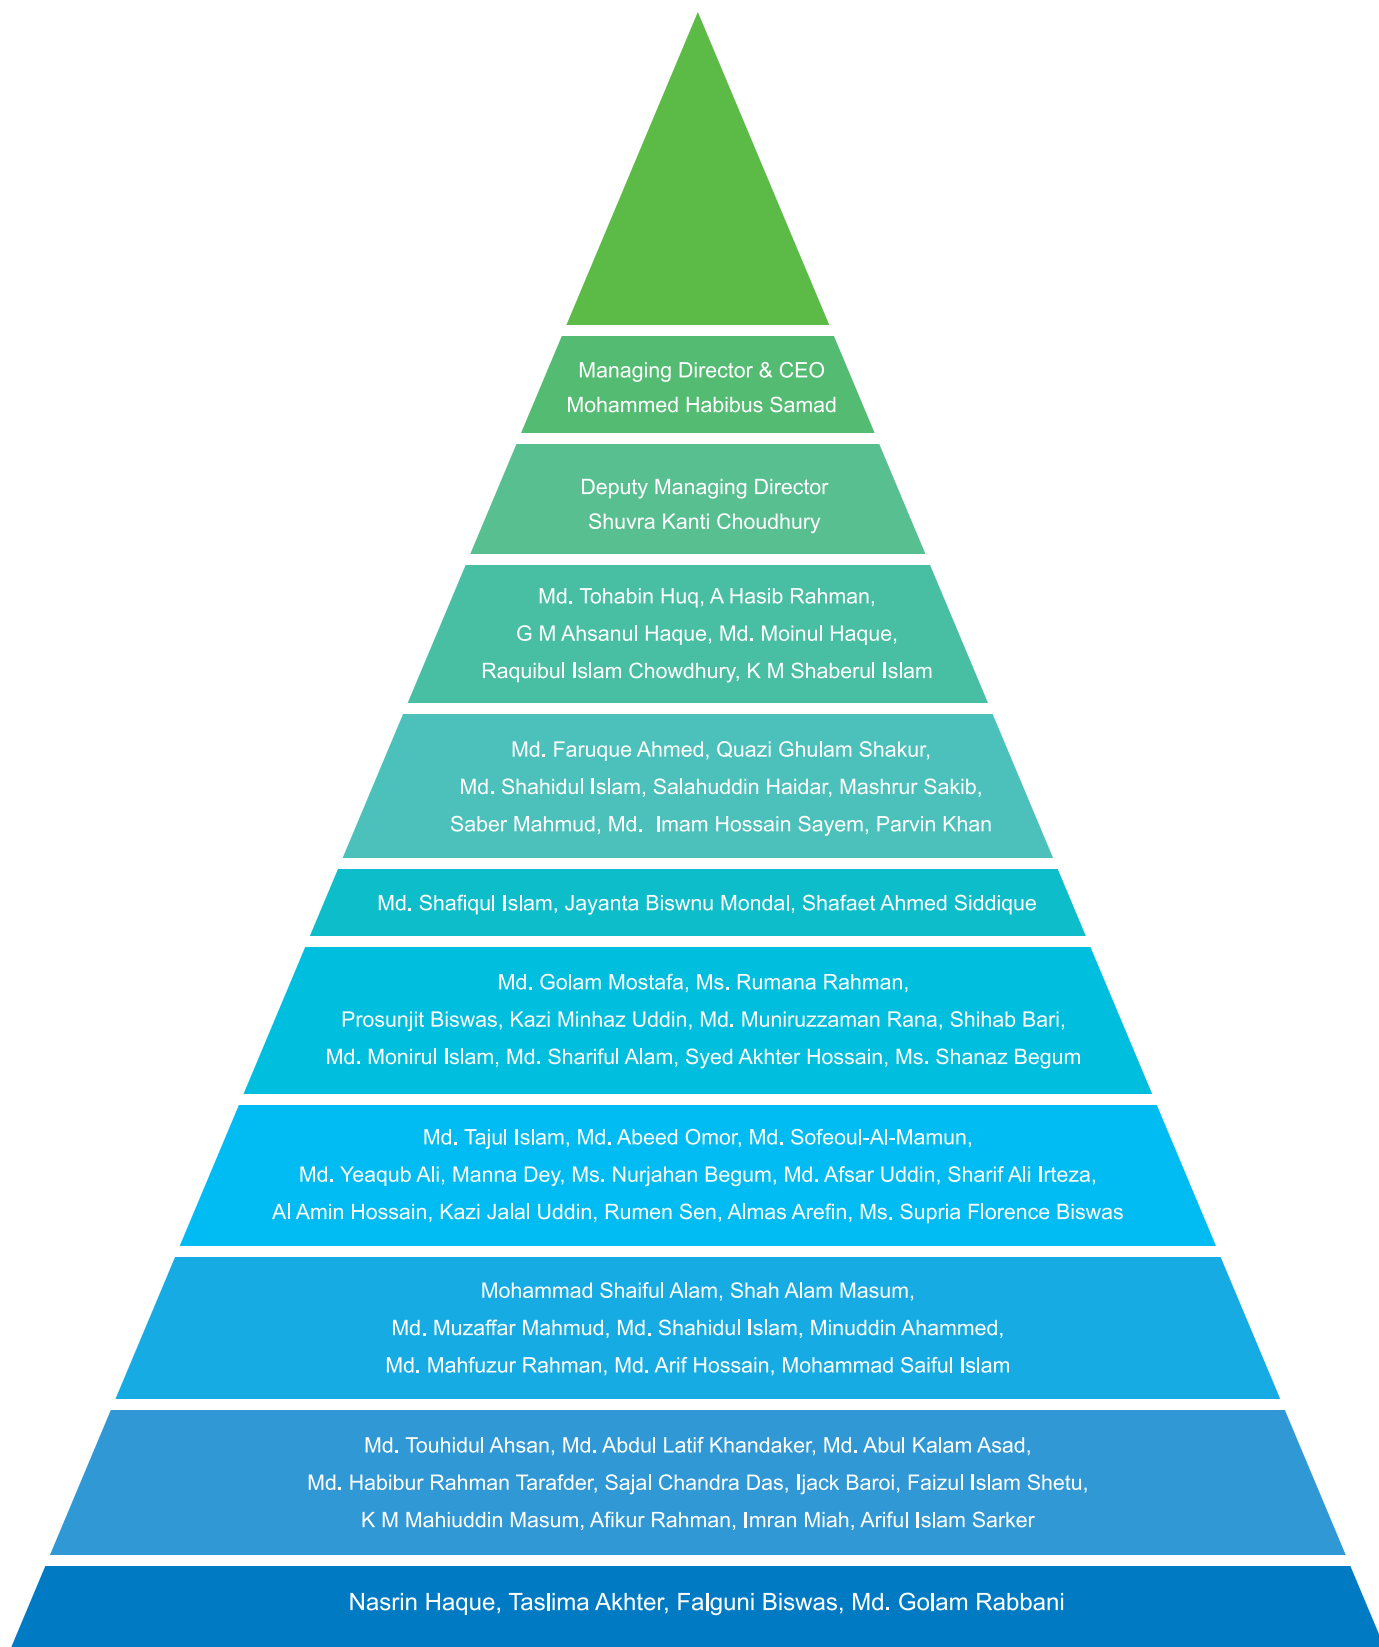 Managing Director & CEO
Mohammed Habibus Samad
Deputy Managing Director
Shuvra Kanti Choudhury
Md. Tohabin Huq, A Hasib Rahman,
G M Ahsanul Haque, Md. Moinul Haque,
Raquibul Islam Chowdhury, K M Shaberul Islam
Md. Faruque Ahmed, Quazi Ghulam Shakur,
Md. Shahidul Islam, Salahuddin Haidar, Mashrur Sakib,
Saber Mahmud, Md. Imam Hossain Sayem, Parvin Khan
Md. Shafiqul Islam, Jayanta Biswnu Mondal, Shafaet Ahmed Siddique
Md. Golam Mostafa, Ms. Rumana Rahman,
Prosunjit Biswas, Kazi Minhaz Uddin, Md. Muniruzzaman Rana, Shihab Bari,
Md. Monirul Islam, Md. Shariful Alam, Syed Akhter Hossain, Ms. Shanaz Begum
Md. Tajul Islam, Md. Abeed Omor, Md. Sofeoul-Al-Mamun,
Md. Yeaqub Ali, Manna Dey, Ms. Nurjahan Begum, Md. Afsar Uddin, Sharif Ali Irteza,
Al Amin Hossain, Kazi Jalal Uddin, Rumen Sen, Almas Arefin, Ms. Supria Florence Biswas
Mohammad Shaiful Alam, Shah Alam Masum,
Md. Muzaffar Mahmud, Md. Shahidul Islam, Minuddin Ahammed,
Md. Mahfuzur Rahman, Md. Arif Hossain, Mohammad Saiful Islam
Md. Touhidul Ahsan, Md. Abdul Latif Khandaker, Md. Abul Kalam Asad,
Md. Habibur Rahman Tarafder, Sajal Chandra Das, Ijack Baroi, Faizul Islam Shetu,
K M Mahiuddin Masum, Afikur Rahman, Imran Miah, Ariful Islam Sarker
Nasrin Haque, Taslima Akhter, Falguni Biswas, Md. Golam Rabbani